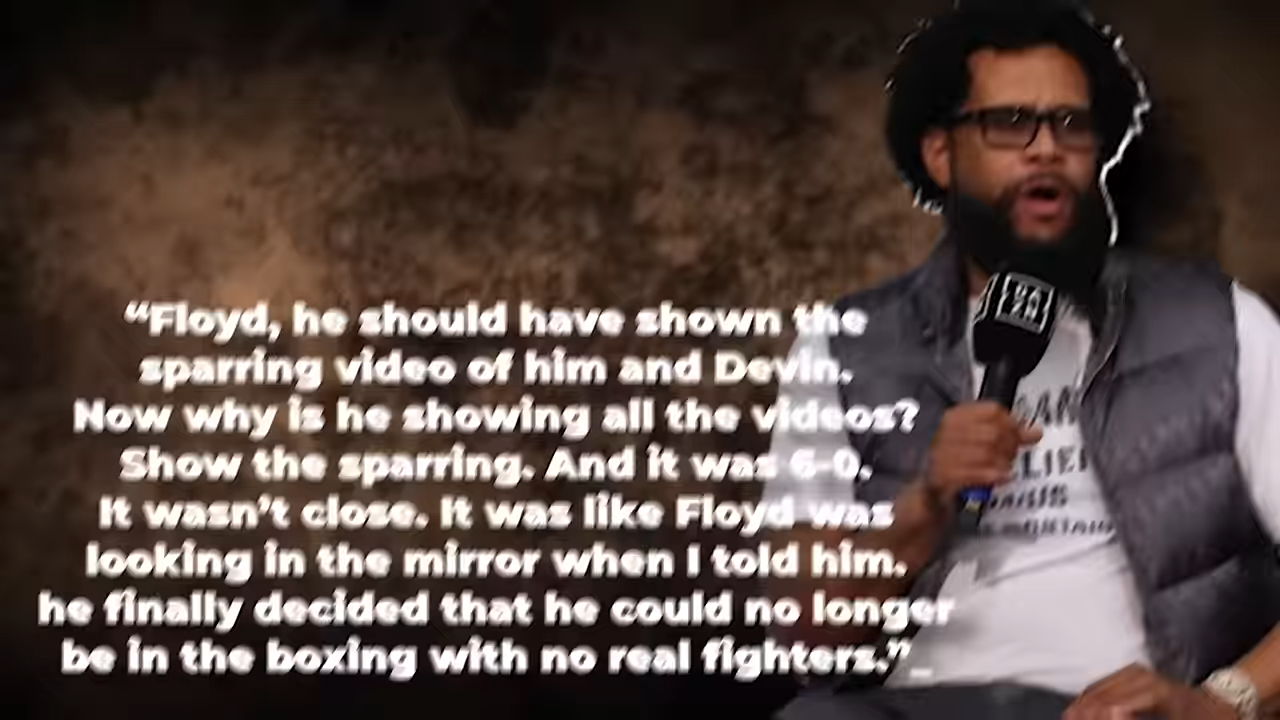 “Floyd, he should have shown the
sparring video of him and Devin.
Now why is he showing all the videos?
Show the sparring. And it was 6-0.
It wasn’t close. It was like Floyd was
looking in the mirror when I told him.
he finally decided that he could no longer
be in the boxing with no real fighters.”_
DA
ZN